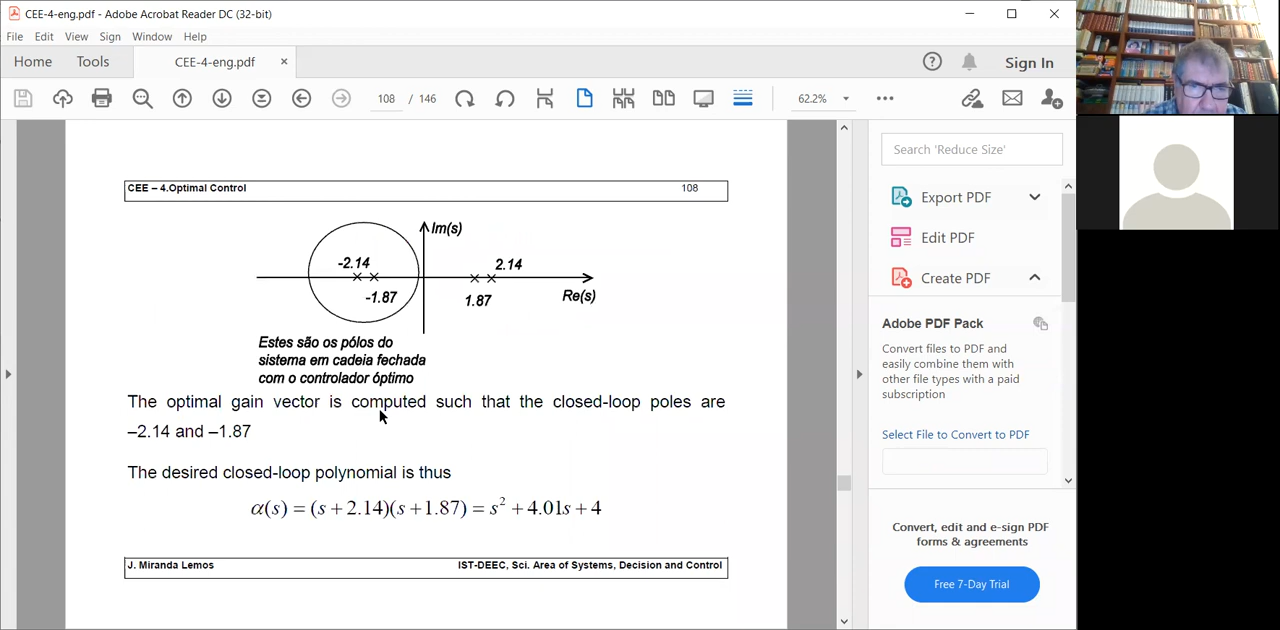 CEE-4-eng.pdf - Adobe Acrobat Reader DC (32-bit)
File Edit View Sign Window Help
Home Tools CEE-4-eng.pdf × Sign In
108 / 146 62.2%
CEE – 4.Optimal Control 108
Im(s)
-2.14 2.14
-1.87 1.87 Re(s)
Estes são os pólos do
sistema em cadeia fechada
com o controlador óptimo
The optimal gain vector is computed such that the closed-loop poles are
–2.14 and –1.87
The desired closed-loop polynomial is thus
α(s) = (s + 2.14)(s + 1.87) = s² + 4.01s + 4
J. Miranda Lemos IST-DEEC, Sci. Area of Systems, Decision and Control
Search 'Reduce Size'
Export PDF
Edit PDF
Create PDF
Adobe PDF Pack
Convert files to PDF and
easily combine them with
other file types with a paid
subscription
Select File to Convert to PDF
Convert, edit and e-sign PDF
forms & agreements
Free 7-Day Trial